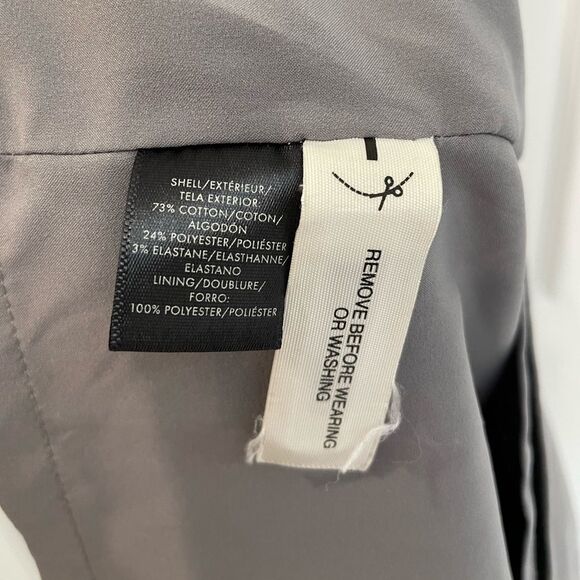 SHELL/EXTÉRIEUR/
TELA EXTERIOR:
73% COTTON/COTON/
ALGODÓN
24% POLYESTER/POLIÉSTER
3% ELASTANE/ELASTHANNE/
ELASTANO
LINING/DOUBLURE/
FORRO:
100% POLYESTER/POLIÉSTER
REMOVE BEFORE WEARING
OR WASHING